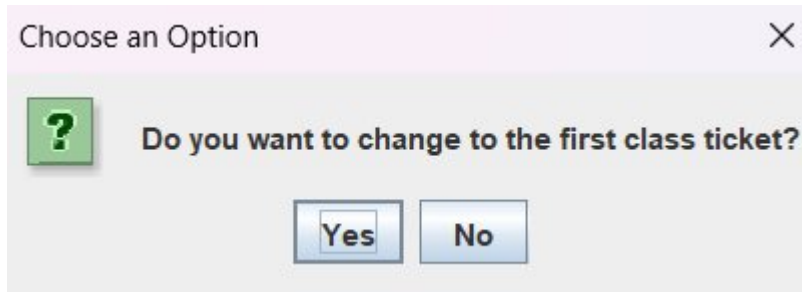 Choose an Option
Do you want to change to the first class ticket?
Yes No